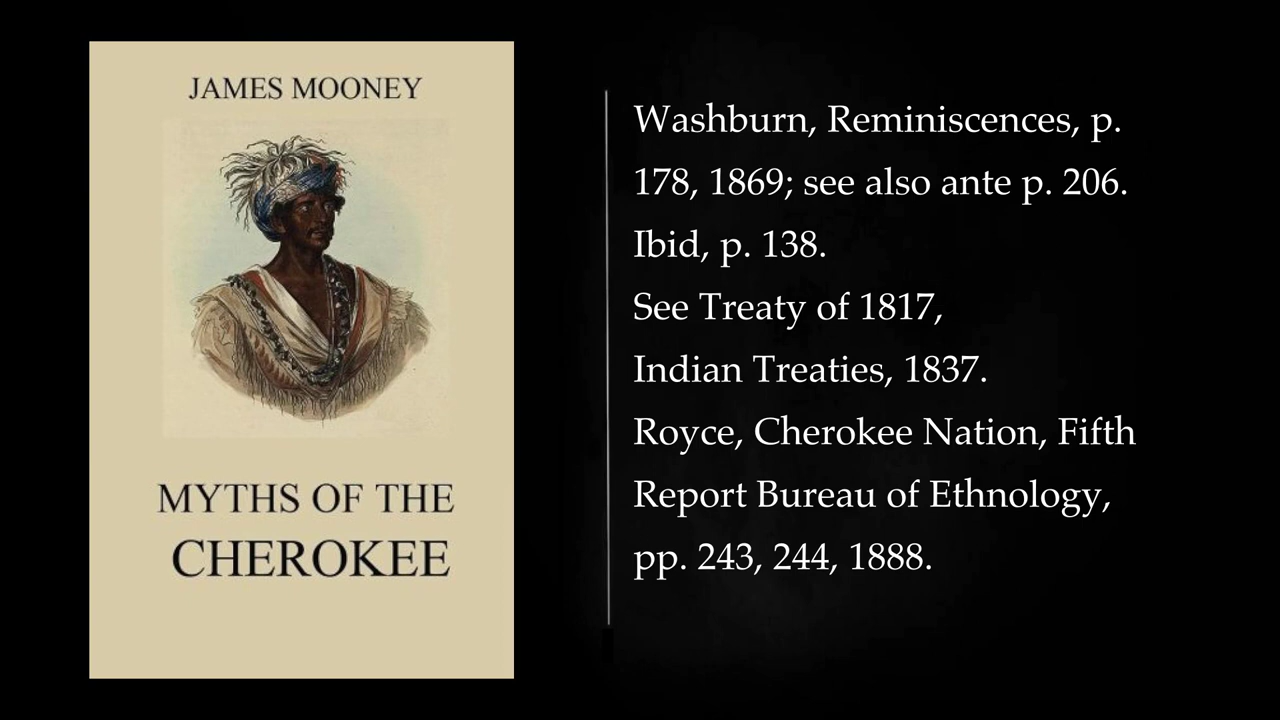 JAMES MOONEY
MYTHS OF THE
CHEROKEE
Washburn, Reminiscences, p.
178, 1869; see also ante p. 206.
Ibid, p. 138.
See Treaty of 1817,
Indian Treaties, 1837.
Royce, Cherokee Nation, Fifth
Report Bureau of Ethnology,
pp. 243, 244, 1888.